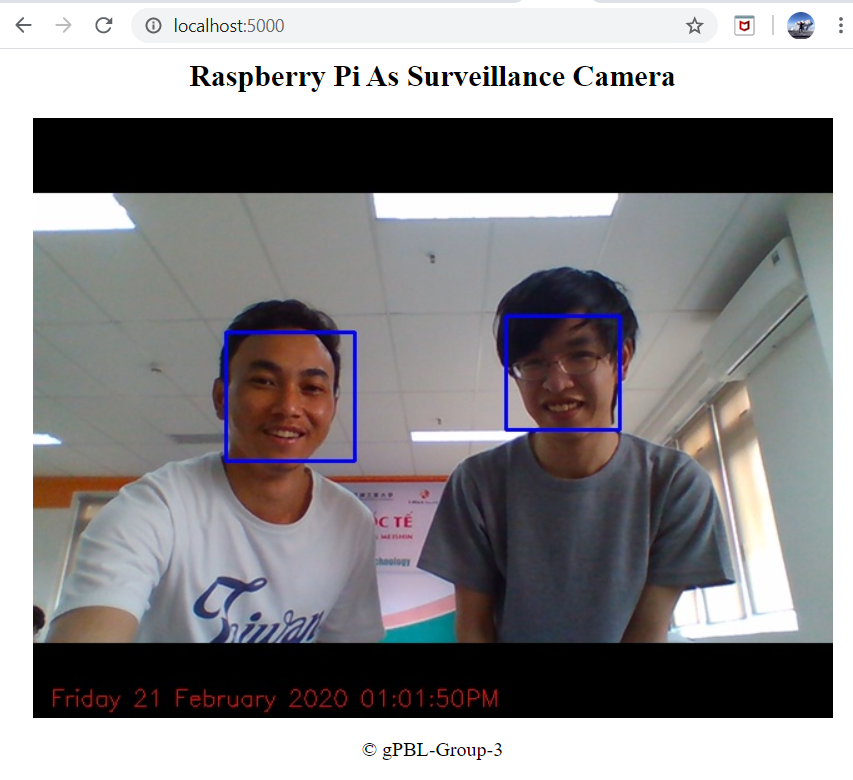 localhost:5000
Raspberry Pi As Surveillance Camera
ỐC TẾ
Taiwan
Friday 21 February 2020 01:01:50PM
© gPBL-Group-3